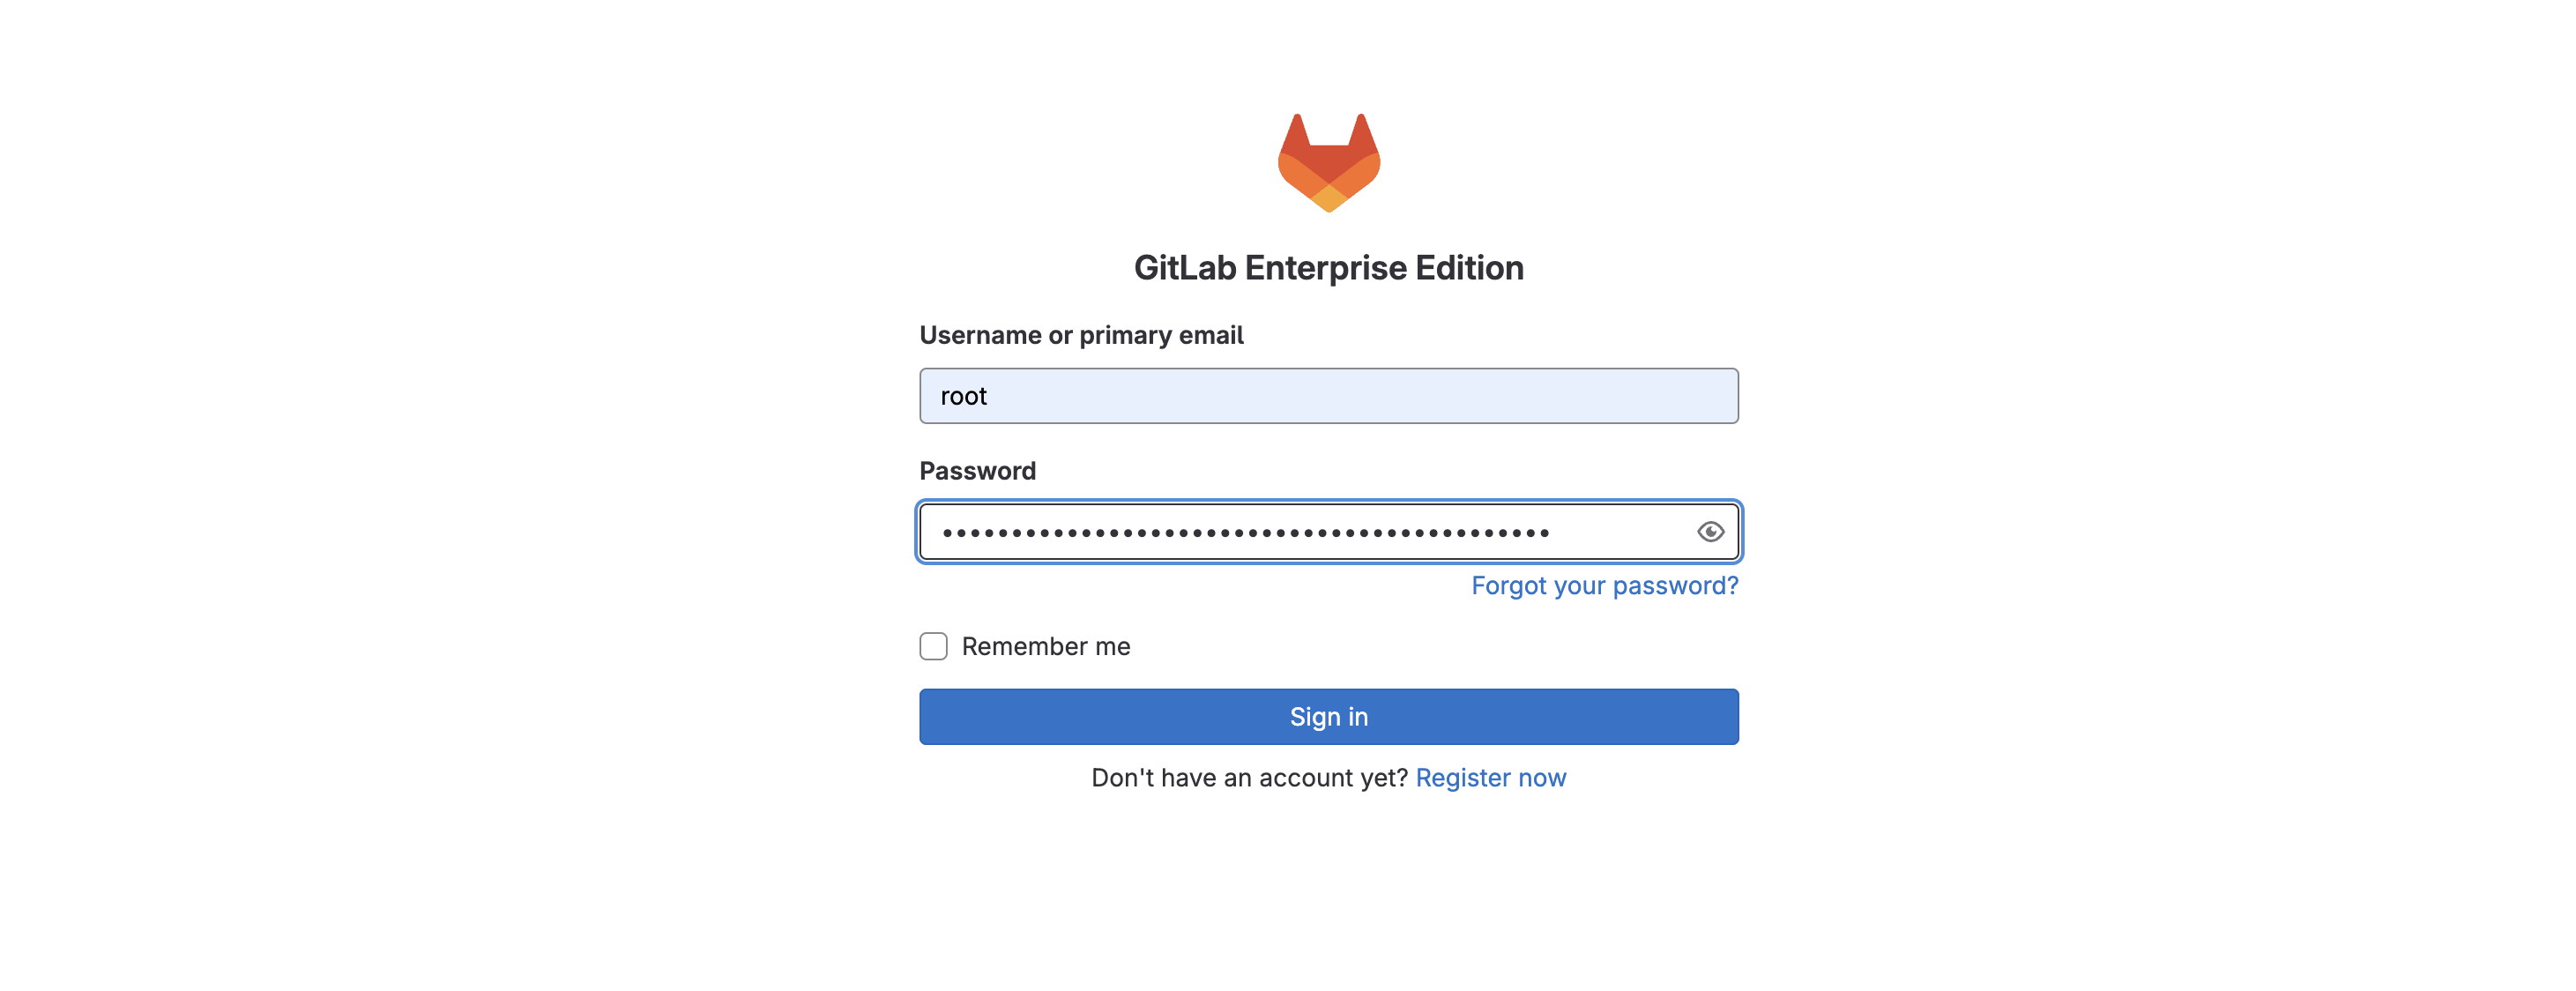 GitLab Enterprise Edition
Username or primary email
root
Password
••••••••••••••••••••••••••••••••••••••••••••
Forgot your password?
Remember me
Sign in
Don't have an account yet? Register now